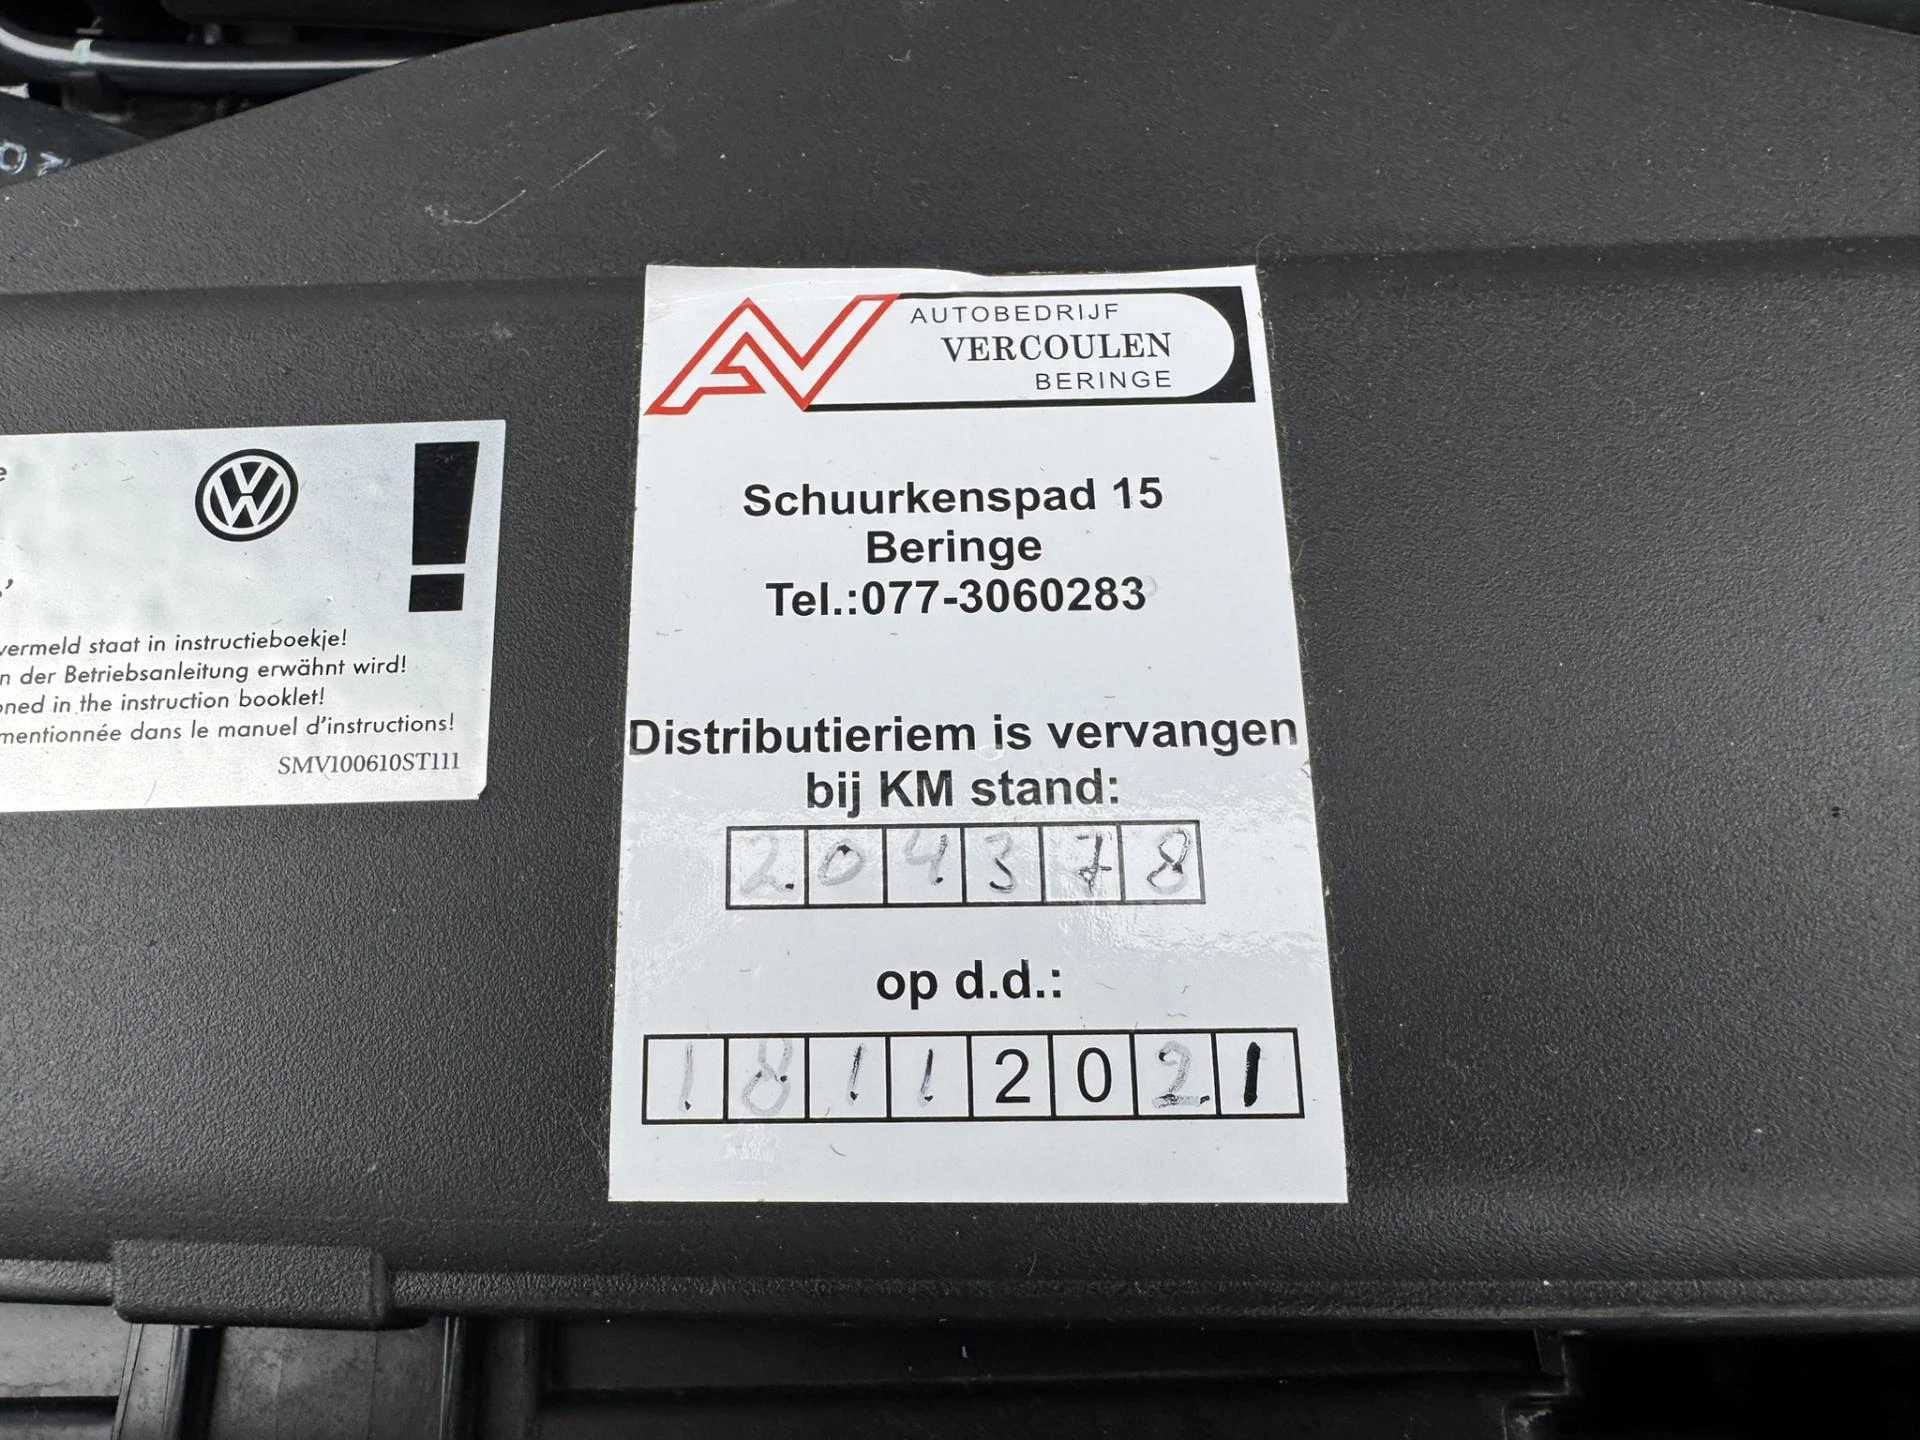 AUTOBEDRIJF
VERCOULEN
BERINGE
Schuurkenspad 15
Beringe
Tel.:077-3060283
Distributieriem is vervangen
bij KM stand:
204378
op d.d.:
18112021
vermeld staat in instructieboekje!
der Betriebsanleitung erwähnt wird!
in the instruction booklet!
mentionnée dans le manuel d'instructions!
SMV100610ST111